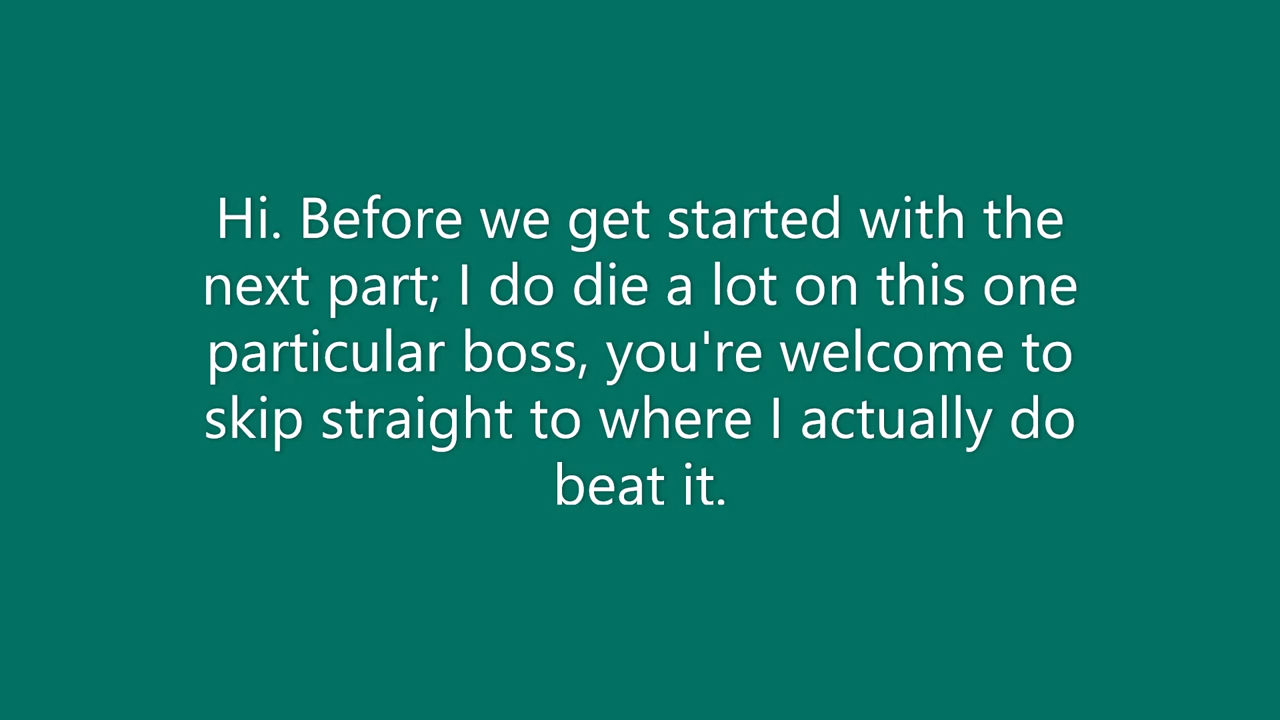 Hi. Before we get started with the
next part; I do die a lot on this one
particular boss, you're welcome to
skip straight to where I actually do
beat it.